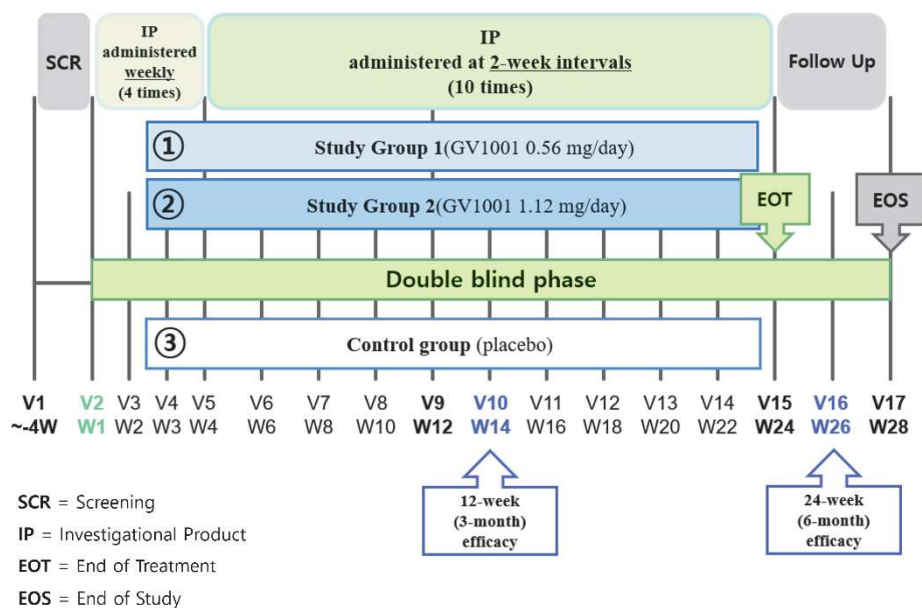 SCR
IP
administered
weekly
(4 times)
IP
administered at 2-week intervals
(10 times)
Follow Up
① Study Group 1(GV1001 0.56 mg/day)
② Study Group 2(GV1001 1.12 mg/day)
EOT
EOS
Double blind phase
③ Control group (placebo)
V1 V2 V3 V4 V5 V6 V7 V8 V9 V10 V11 V12 V13 V14 V15 V16 V17
~-4W W1 W2 W3 W4 W6 W8 W10 W12 W14 W16 W18 W20 W22 W24 W26 W28
12-week
(3-month)
efficacy
24-week
(6-month)
efficacy
SCR = Screening
IP = Investigational Product
EOT = End of Treatment
EOS = End of Study